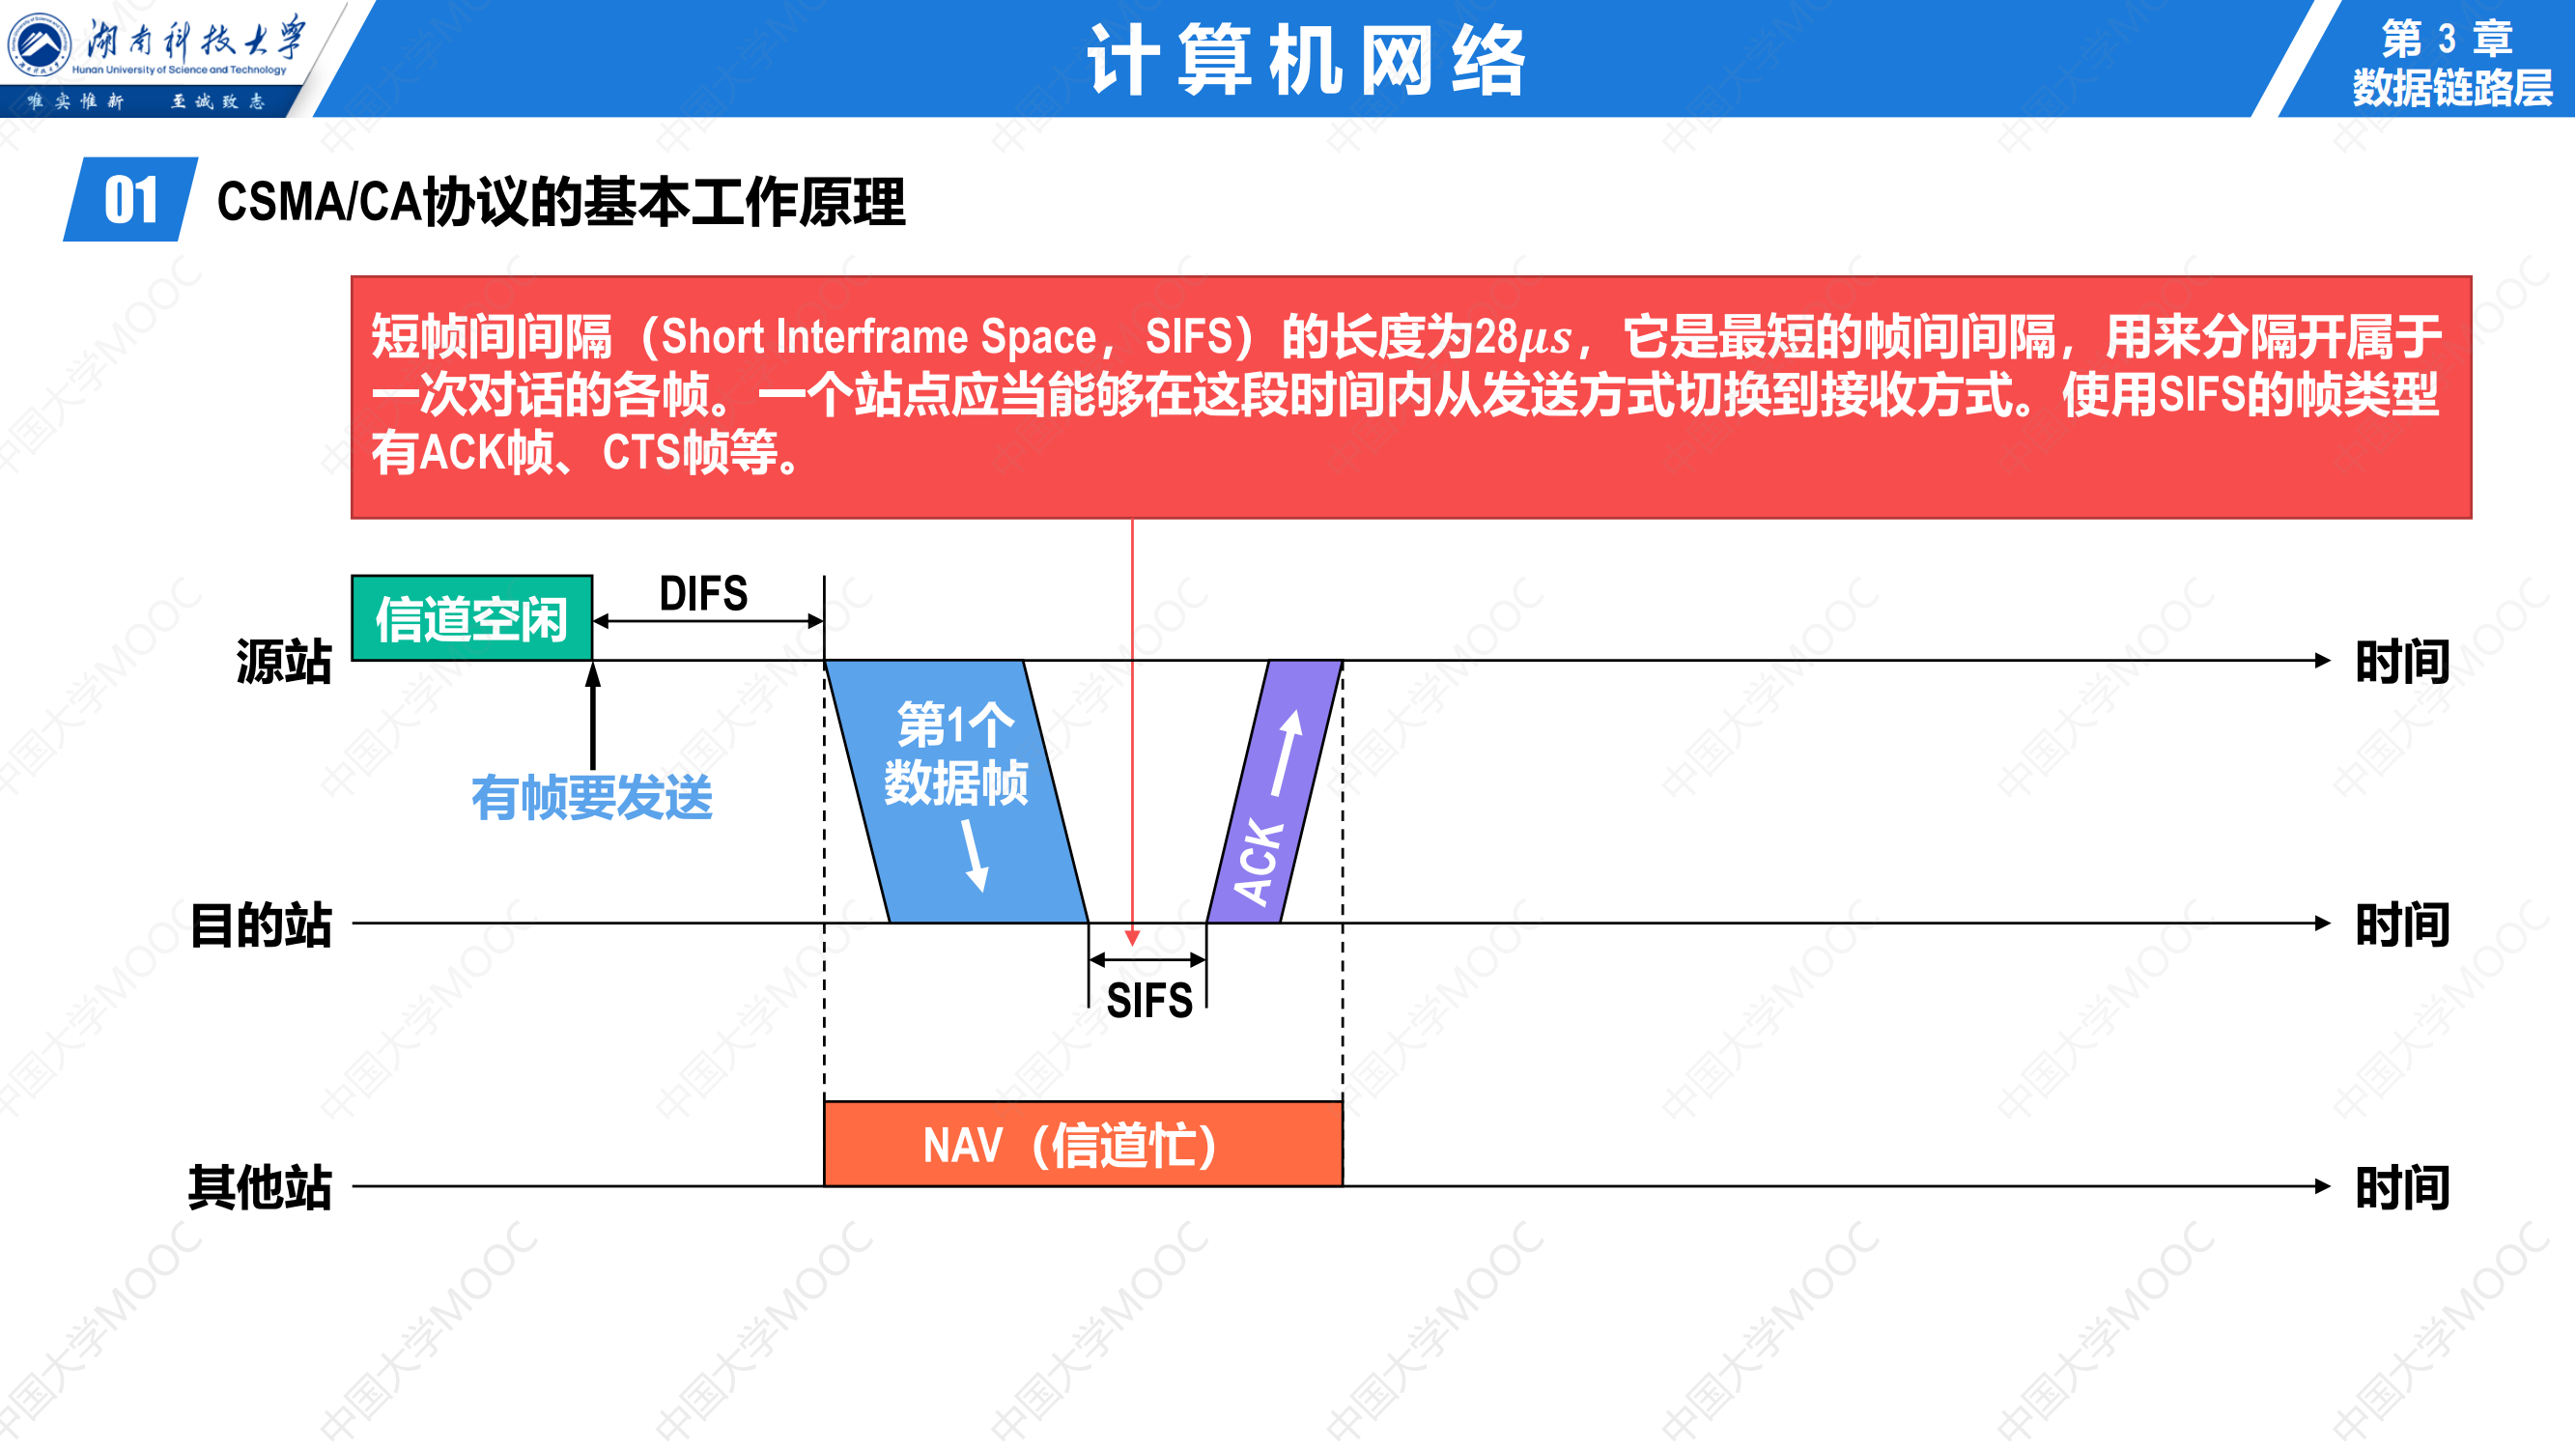 湖南科技大学
Hunan University of Science and Technology
唯实惟新 至诚致志
计算机网络
第 3 章
数据链路层
01 CSMA/CA协议的基本工作原理
短帧间间隔（Short Interframe Space，SIFS）的长度为28μs，它是最短的帧间间隔，用来分隔开属于
一次对话的各帧。一个站点应当能够在这段时间内从发送方式切换到接收方式。使用SIFS的帧类型
有ACK帧、CTS帧等。
信道空闲
DIFS
源站
时间
有帧要发送
第1个
数据帧
ACK
目的站
时间
SIFS
NAV（信道忙）
其他站
时间
中国大学MOOC